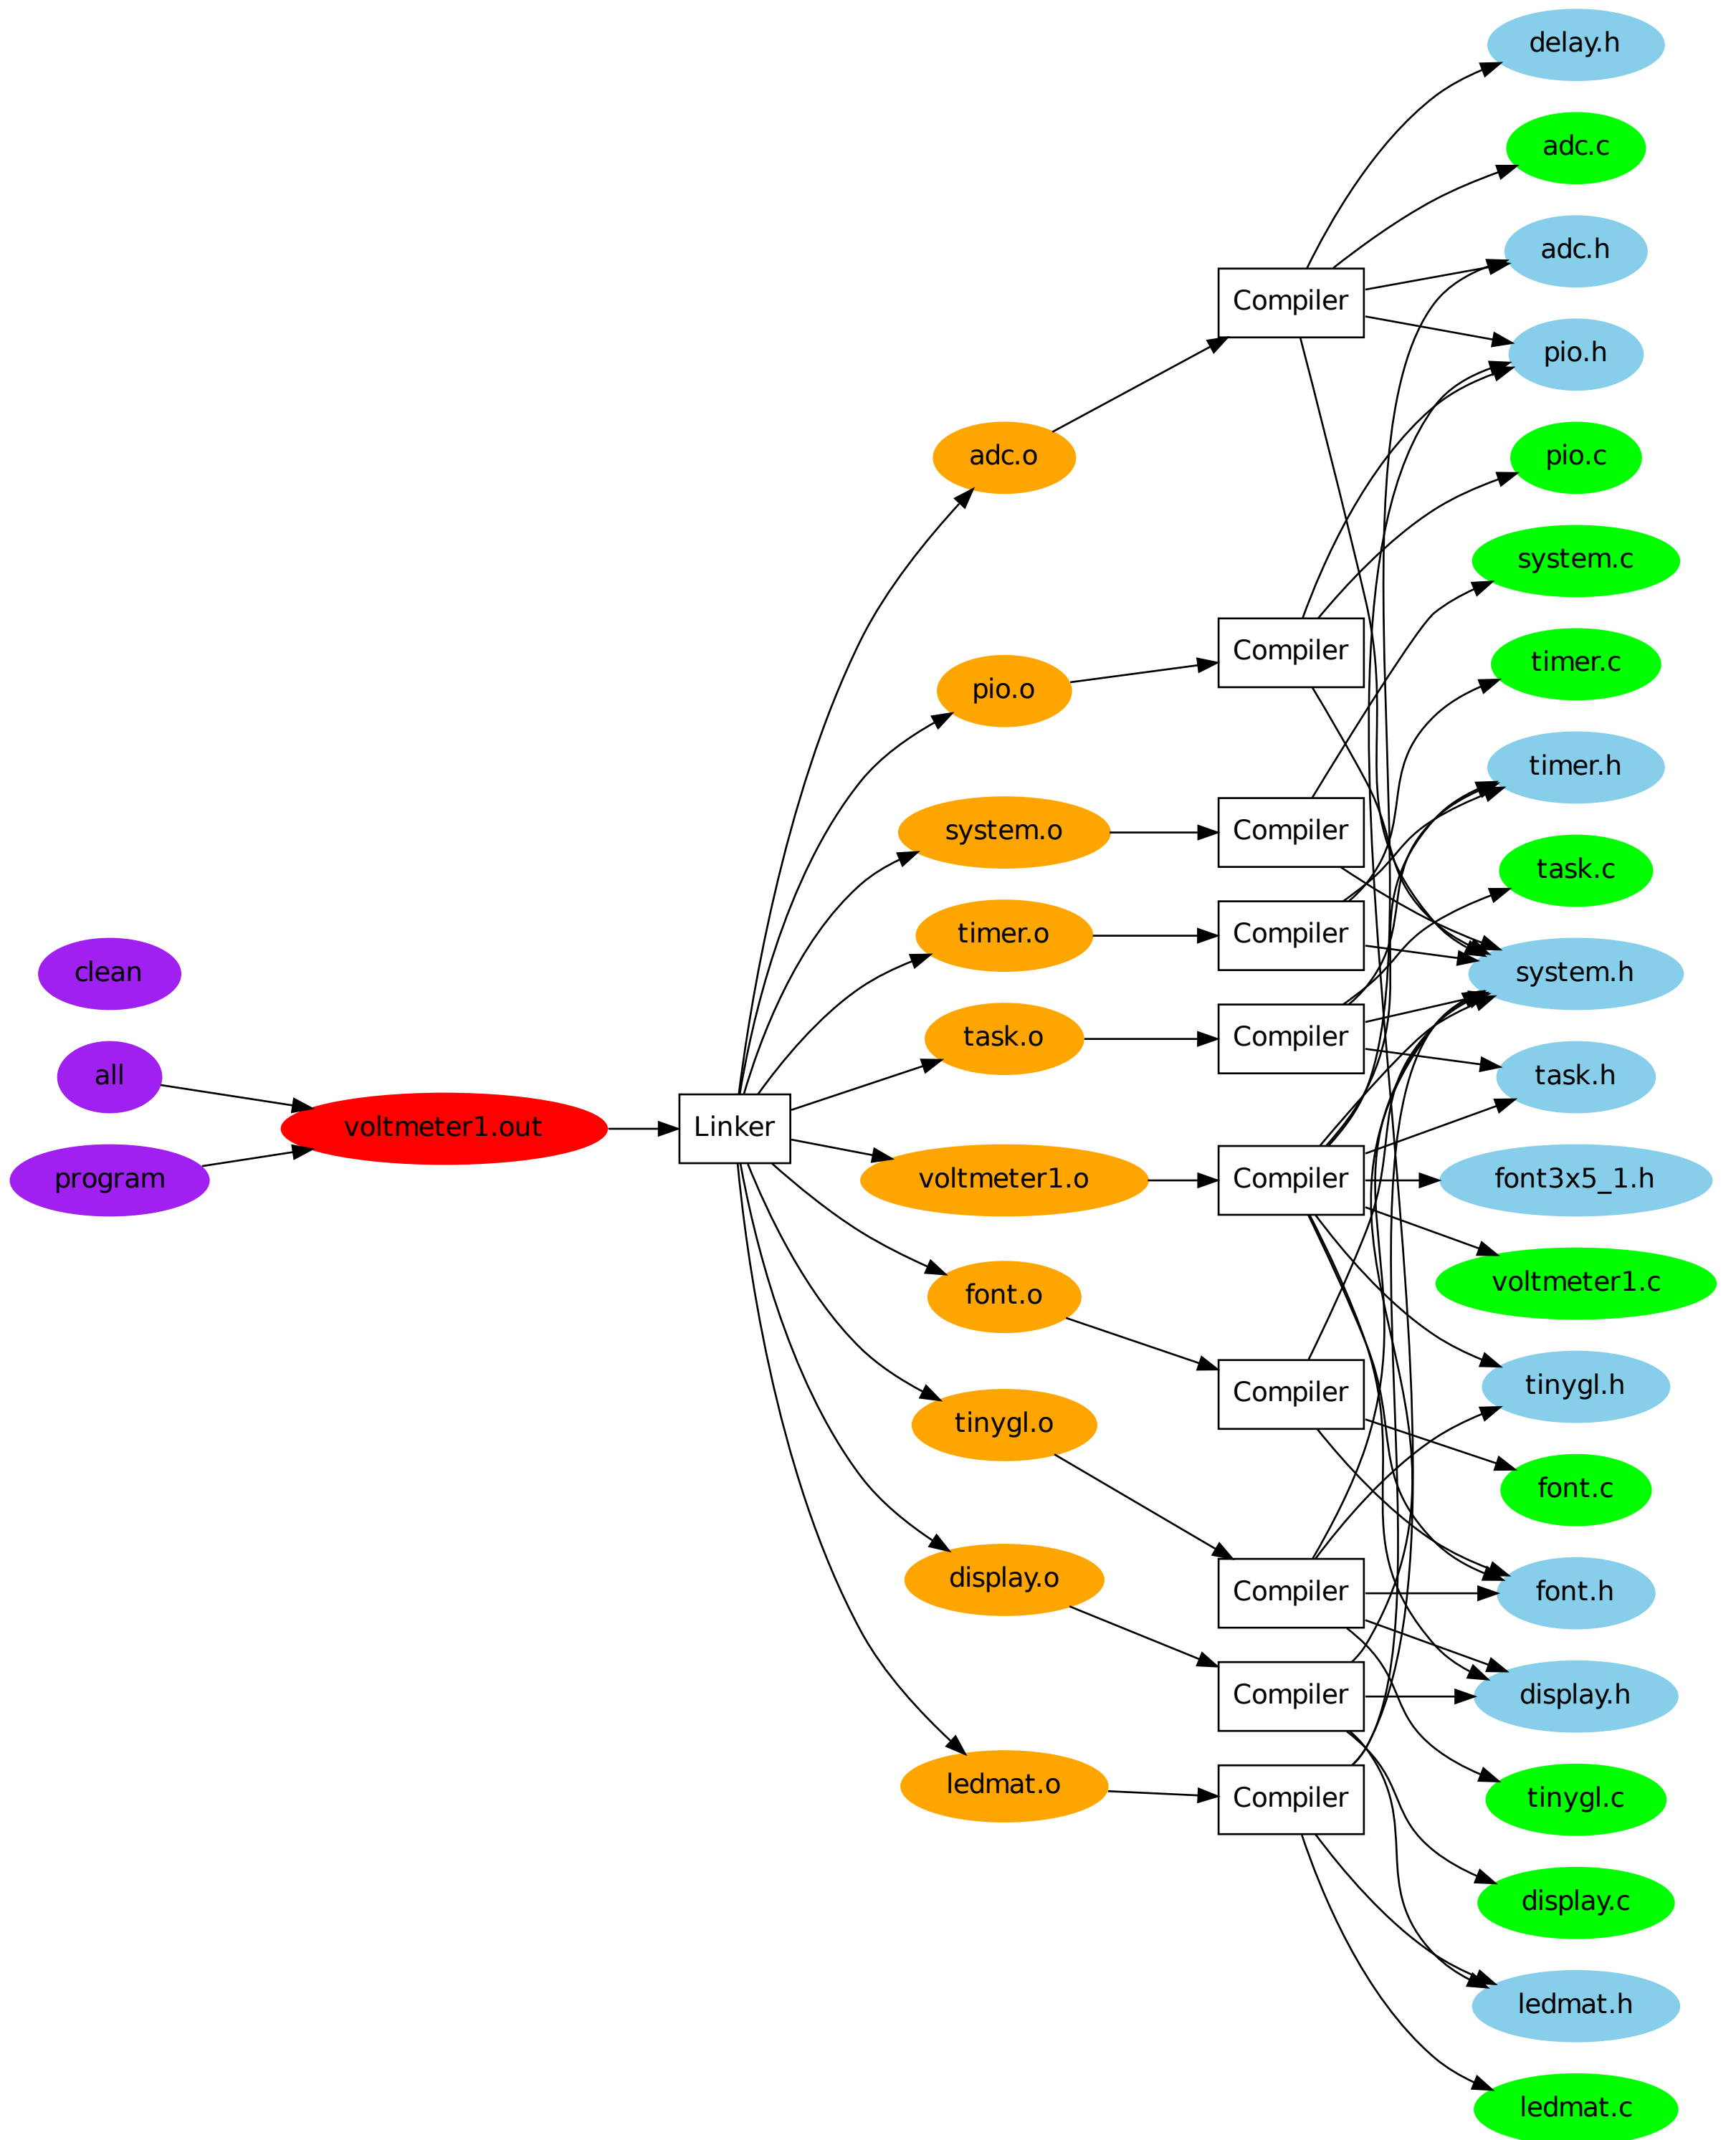 clean
all
program
voltmeter1.out
Linker
adc.o
pio.o
system.o
timer.o
task.o
voltmeter1.o
font.o
tinygl.o
display.o
ledmat.o
Compiler
Compiler
Compiler
Compiler
Compiler
Compiler
Compiler
Compiler
Compiler
Compiler
delay.h
adc.c
adc.h
pio.h
pio.c
system.c
timer.c
timer.h
task.c
system.h
task.h
font3x5_1.h
voltmeter1.c
tinygl.h
font.c
font.h
display.h
tinygl.c
display.c
ledmat.h
ledmat.c